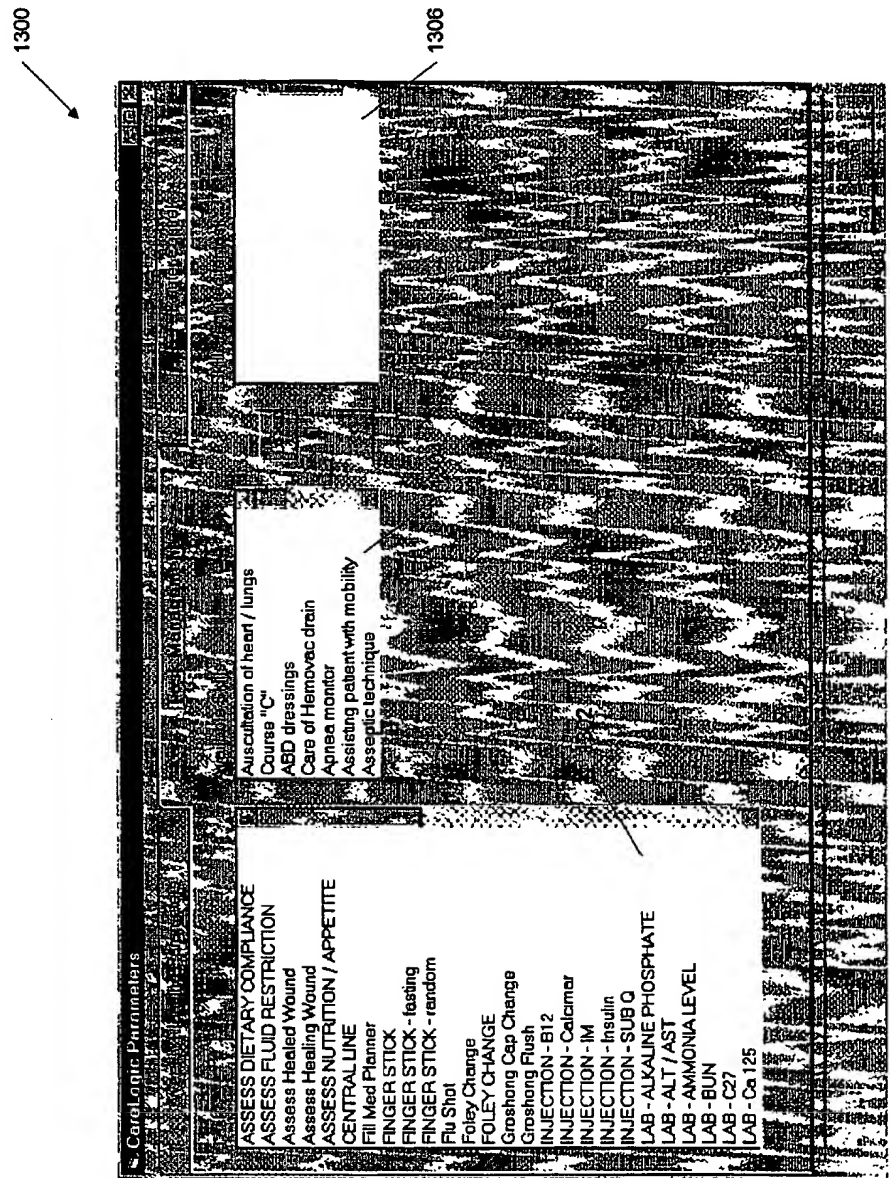 1300
CareLogic Parameters
ASSESS DIETARY COMPLIANCE
ASSESS FLUID RESTRICTION
Assess Healed Wound
Assess Healing Wound
ASSESS NUTRITION / APPETITE
CENTRAL LINE
Fill Med Planner
FINGER STICK
FINGER STICK - fasting
FINGER STICK - random
Flu Shot
Foley Change
FOLEY CHANGE
Groshong Cap Change
Groshong Flush
INJECTION - B12
INJECTION - Calcimar
INJECTION - IM
INJECTION - Insulin
INJECTION - SUB Q
LAB - ALKALINE PHOSPHATE
LAB - ALT / AST
LAB - AMMONIA LEVEL
LAB - BUN
LAB - C27
LAB - Ca 125
Auscultation of heart / lungs
Course "C"
ABD dressings
Care of Hemovac drain
Apnea monitor
Assisting patient with mobility
Asseptic technique
1306